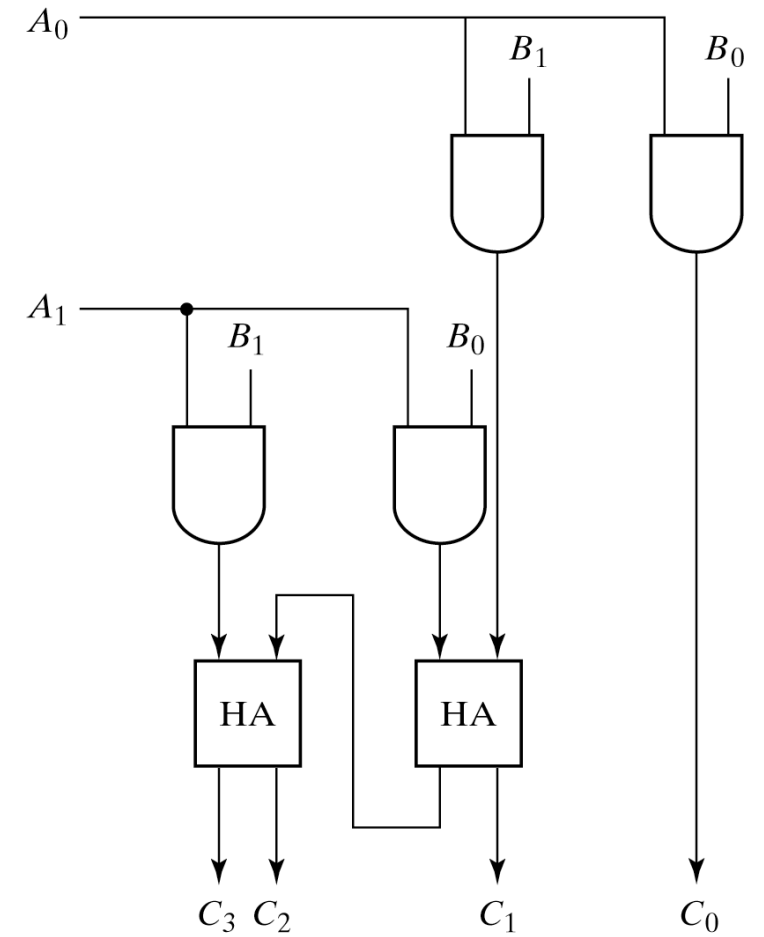 A₀
B₁ B₀
A₁
B₁ B₀
HA HA
C₃ C₂ C₁ C₀